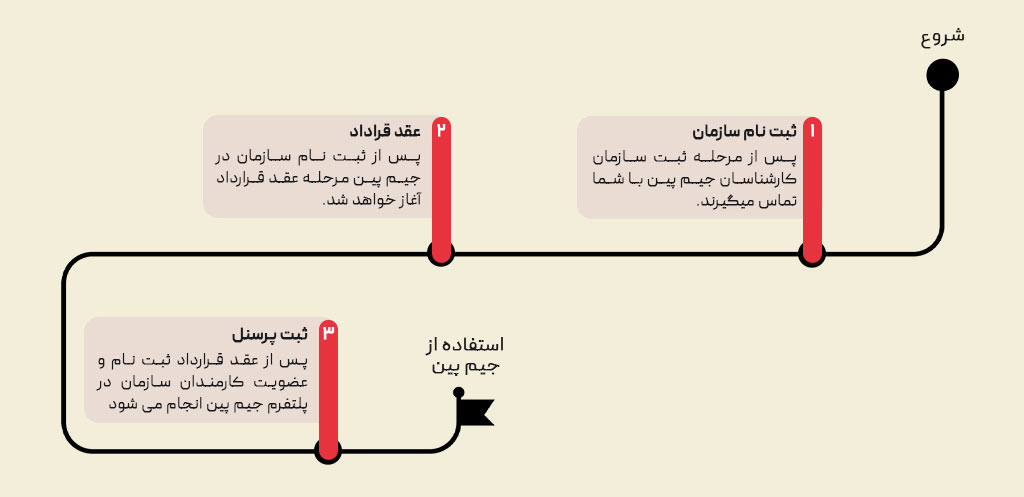 شروع
۱
ثبت نام سازمان
پس از مرحله ثبت سازمان
کارشناسان جیم پین با شما
تماس میگیرند.
۲
عقد قراداد
پس از ثبت نام سازمان در
جیم پین مرحله عقد قرارداد
آغاز خواهد شد.
۳
ثبت پرسنل
پس از عقد قرارداد ثبت نام و
عضویت کارمندان سازمان در
پلتفرم جیم پین انجام می شود
استفاده از
جیم پین